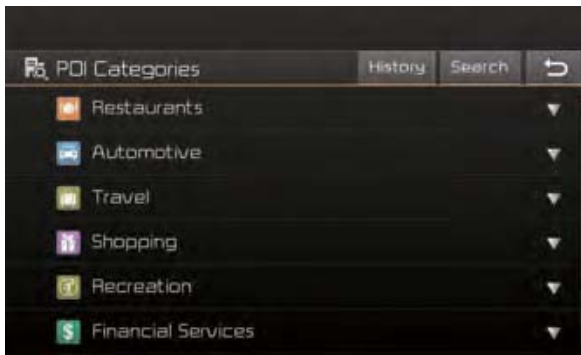 POI Categories History Search
Restaurants
Automotive
Travel
Shopping
Recreation
$ Financial Services